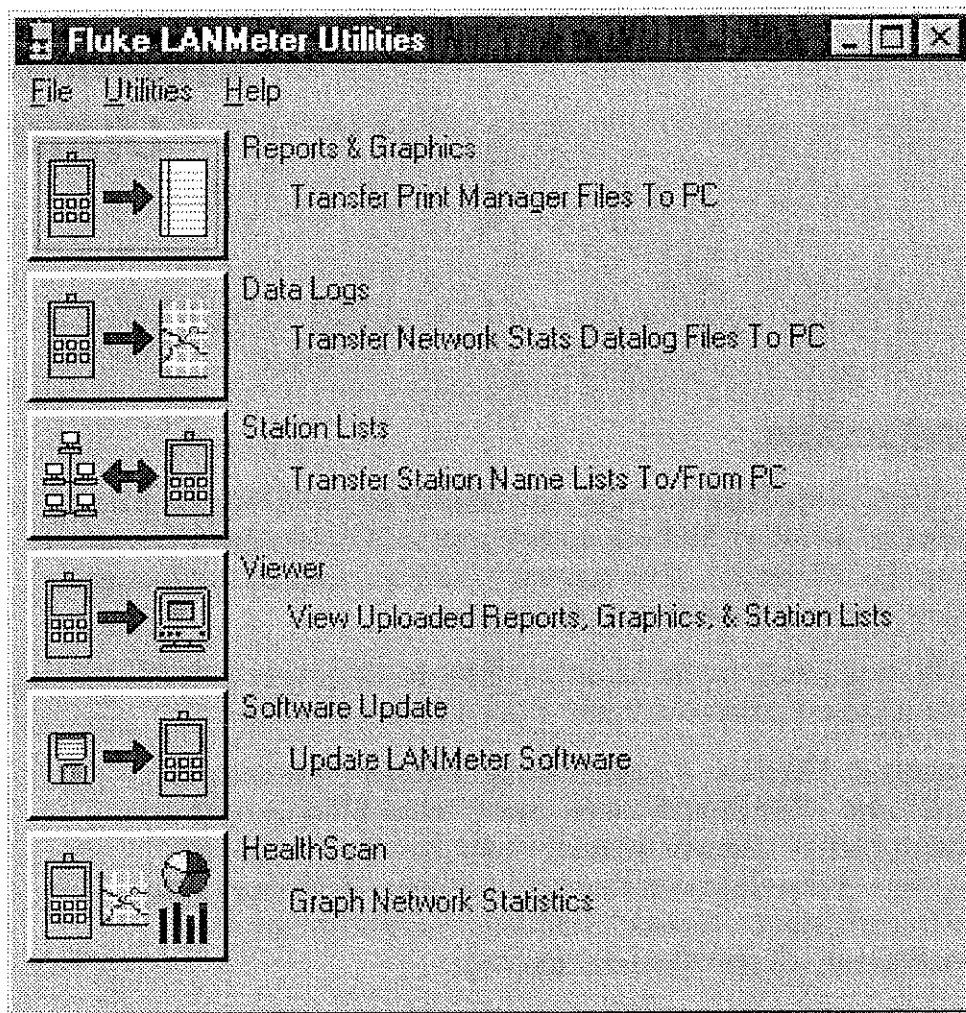 Fluke LANMeter Utilities
File Utilities Help
Reports & Graphics
Transfer Print Manager Files To PC
Data Logs
Transfer Network Stats Datalog Files To PC
Station Lists
Transfer Station Name Lists To/From PC
Viewer
View Uploaded Reports, Graphics, & Station Lists
Software Update
Update LANMeter Software
HealthScan
Graph Network Statistics